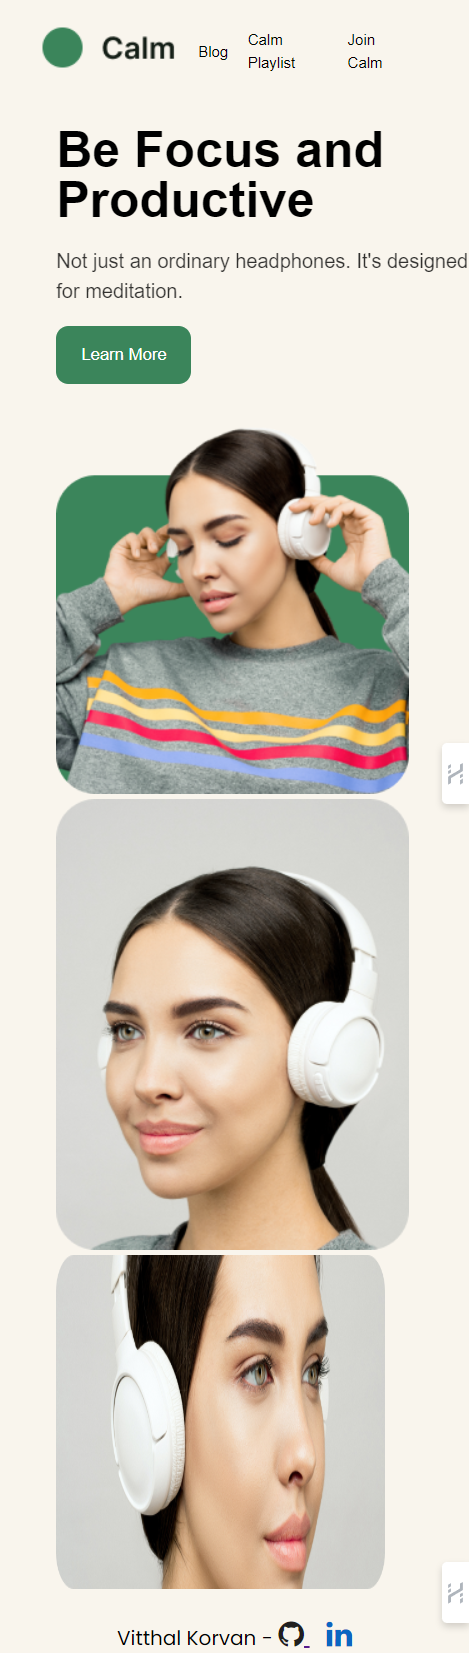 Calm
Blog
Calm
Playlist
Join
Calm
Be Focus and
Productive
Not just an ordinary headphones. It's designed
for meditation.
Learn More
Vitthal Korvan - in